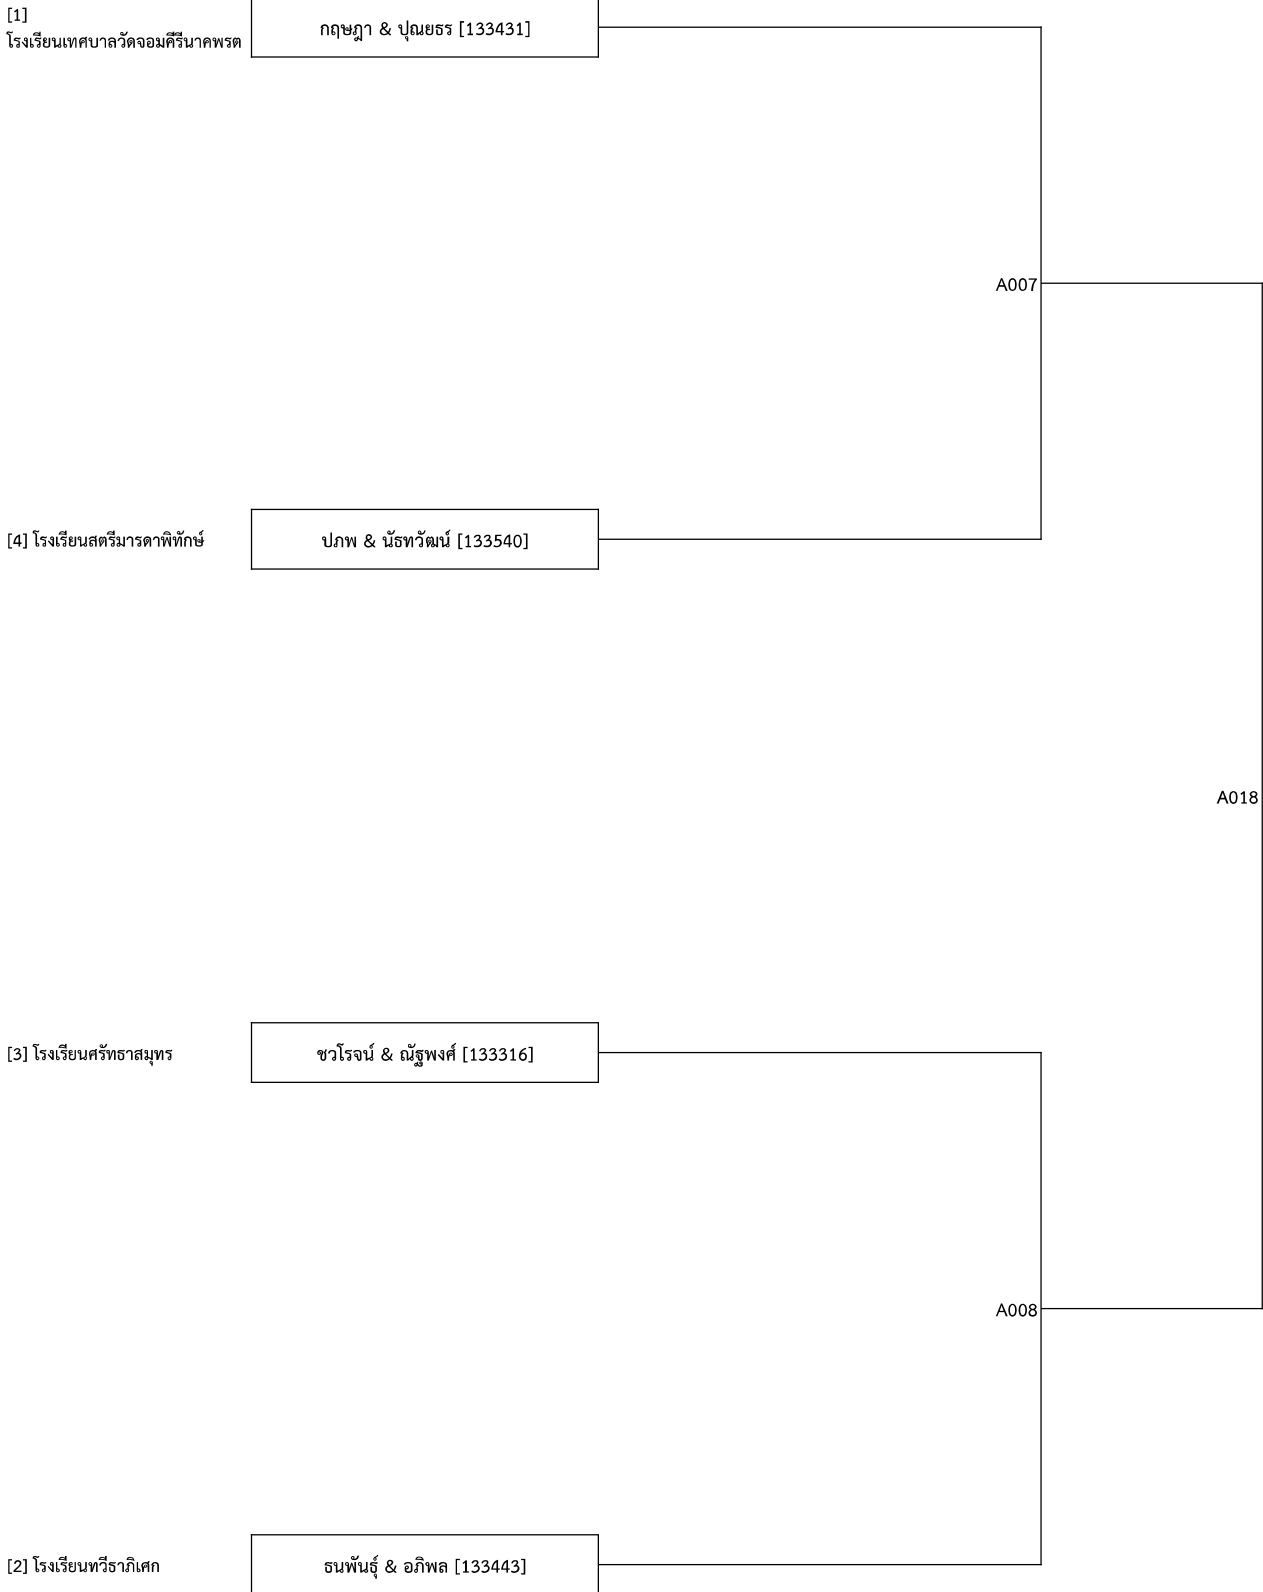 [1]
โรงเรียนเทศบาลวัดจอมคีรีนาคพรต
กฤษฎา & ปุณยธร [133431]
A007
[4] โรงเรียนสตรีมารดาพิทักษ์
ปภพ & นัธทวัฒน์ [133540]
A018
[3] โรงเรียนศรัทธาสมุทร
ชวโรจน์ & ณัฐพงศ์ [133316]
A008
[2] โรงเรียนทวีธาภิเศก
ธนพันธุ์ & อภิพล [133443]